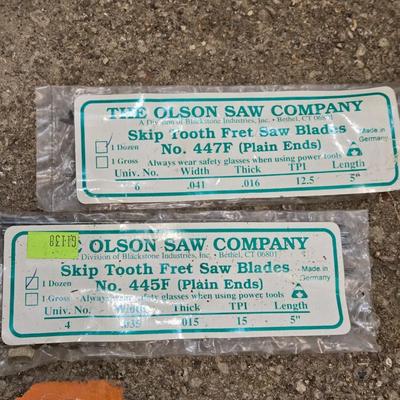 THE OLSON SAW COMPANY
A Division of Blackstone Industries, Inc. • Bethel, CT 06801
Skip Tooth Fret Saw Blades
Made in Germany
1 Dozen
No. 447F (Plain Ends)
1 Gross
Always wear safety glasses when using power tools
Univ. No. Width Thick TPI Length
6 .041 .016 12.5 5"
OLSON SAW COMPANY
Division of Blackstone Industries, Inc. • Bethel, CT 06801
Skip Tooth Fret Saw Blades
Made in Germany
1 Dozen
No. 445F (Plain Ends)
1 Gross
Always wear safety glasses when using power tools
Univ. No. Width Thick TPI Length
4 .035 .015 15 5"